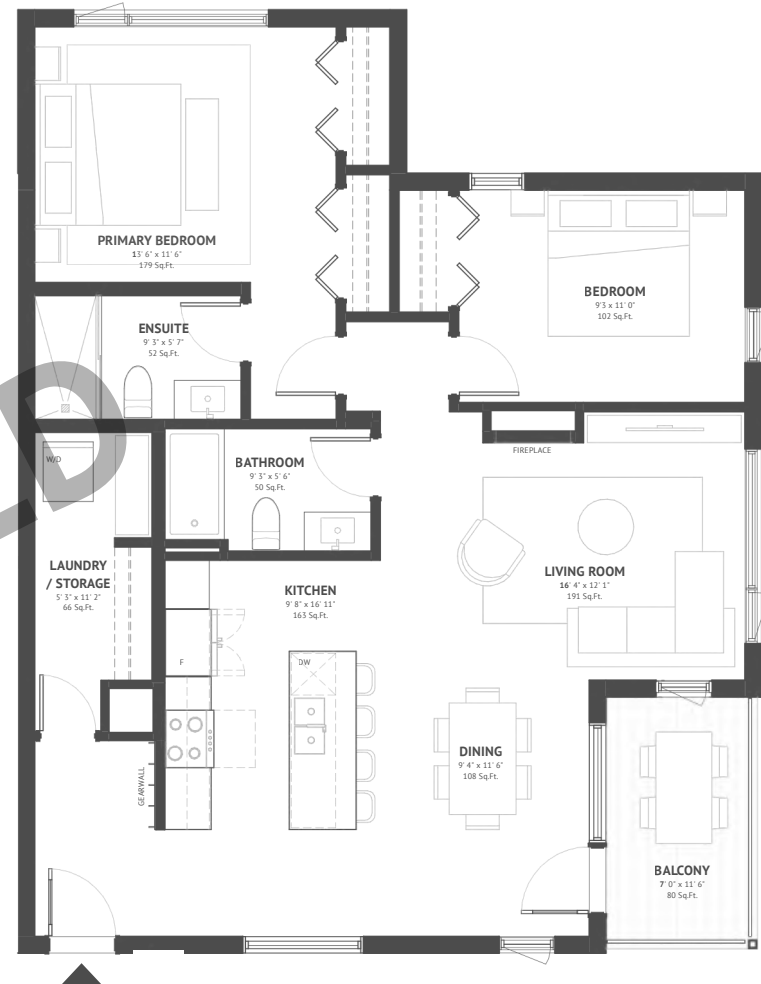 PRIMARY BEDROOM
13' 6" x 11' 6"
179 Sq.Ft.
BEDROOM
9'3 x 11' 0"
102 Sq.Ft.
ENSUITE
9' 3" x 5' 7"
52 Sq.Ft.
LD
W/D
BATHROOM
9' 3" x 5' 6"
50 Sq.Ft.
FIREPLACE
LAUNDRY
/ STORAGE
5' 3" x 11' 2"
66 Sq.Ft.
KITCHEN
9' 8" x 16' 11"
163 Sq.Ft.
LIVING ROOM
16' 4" x 12' 1"
191 Sq.Ft.
F
DW
DINING
9' 4" x 11' 6"
108 Sq.Ft.
GEARWALL
BALCONY
7' 0" x 11' 6"
80 Sq.Ft.